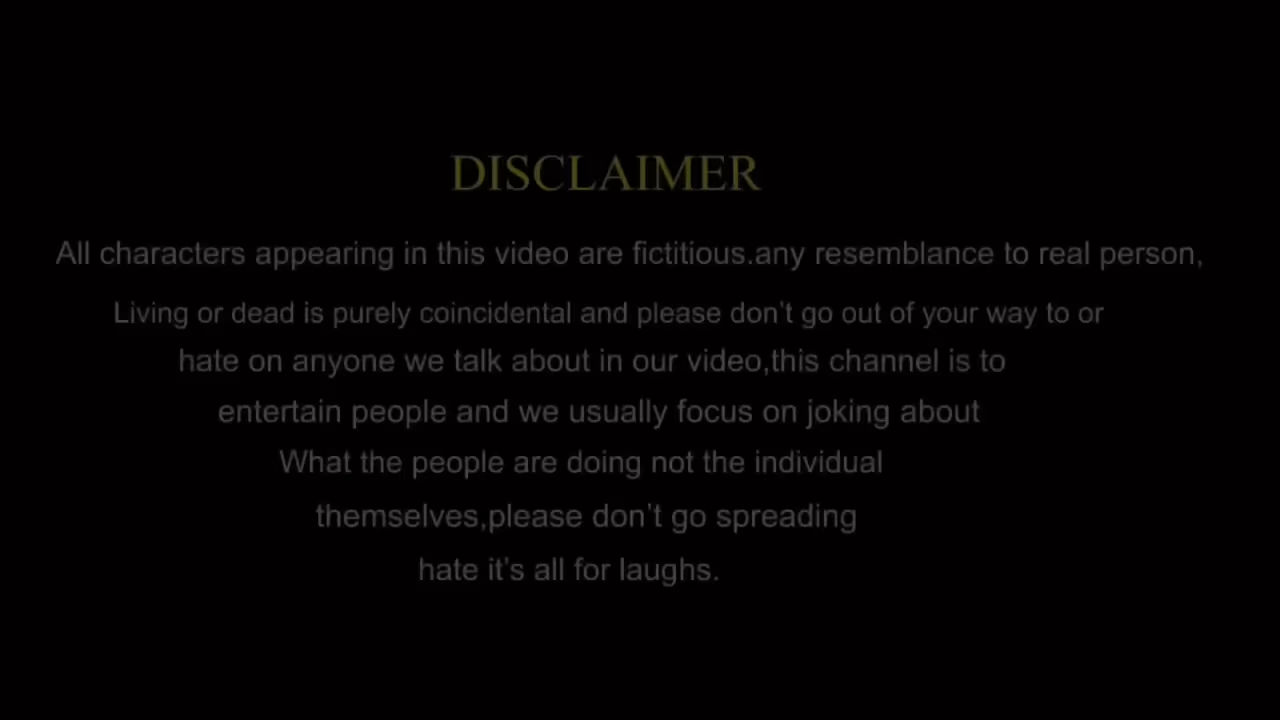 DISCLAIMER
All characters appearing in this video are fictitious.any resemblance to real person,
Living or dead is purely coincidental and please don't go out of your way to or
hate on anyone we talk about in our video,this channel is to
entertain people and we usually focus on joking about
What the people are doing not the individual
themselves,please don't go spreading
hate it's all for laughs.